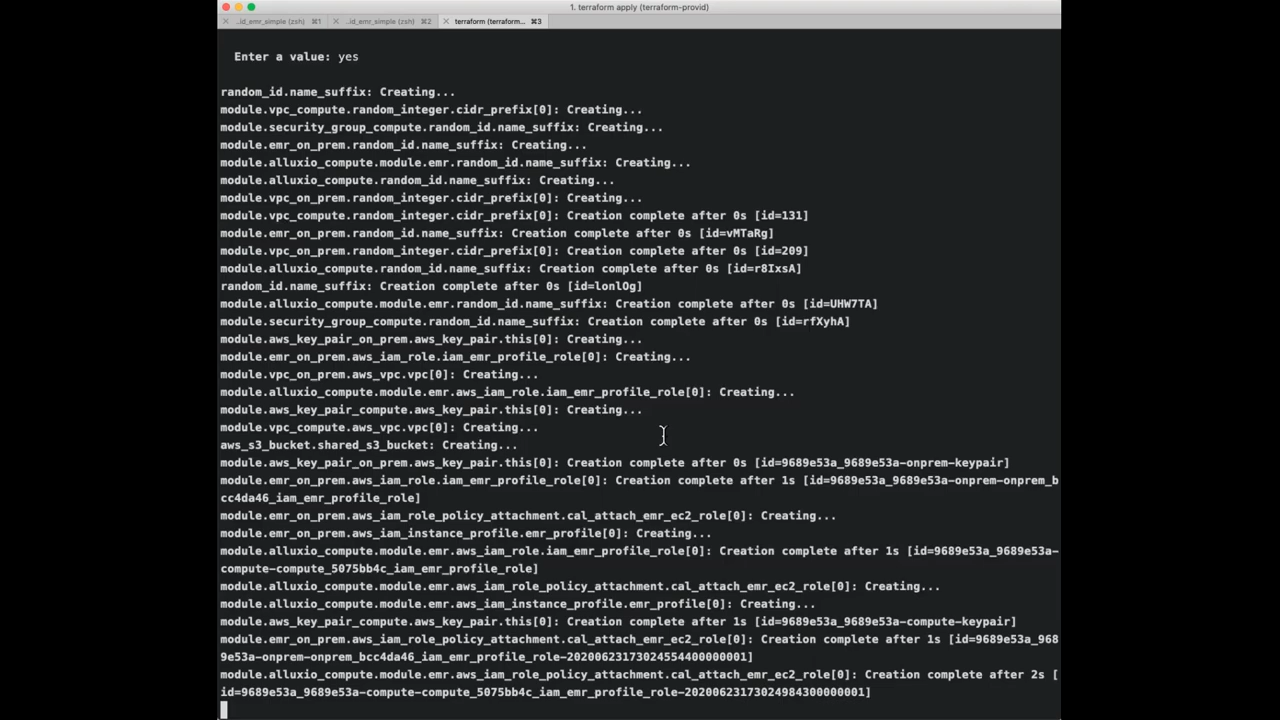 1. terraform apply (terraform-provid)
..id_emr_simple (zsh) ⌘1 ..id_emr_simple (zsh) ⌘2 terraform (terraform... ⌘3
Enter a value: yes
random_id.name_suffix: Creating...
module.vpc_compute.random_integer.cidr_prefix[0]: Creating...
module.security_group_compute.random_id.name_suffix: Creating...
module.emr_on_prem.random_id.name_suffix: Creating...
module.alluxio_compute.module.emr.random_id.name_suffix: Creating...
module.alluxio_compute.random_id.name_suffix: Creating...
module.vpc_on_prem.random_integer.cidr_prefix[0]: Creating...
module.vpc_compute.random_integer.cidr_prefix[0]: Creation complete after 0s [id=131]
module.emr_on_prem.random_id.name_suffix: Creation complete after 0s [id=vMTaRg]
module.vpc_on_prem.random_integer.cidr_prefix[0]: Creation complete after 0s [id=209]
module.alluxio_compute.random_id.name_suffix: Creation complete after 0s [id=r8IxsA]
random_id.name_suffix: Creation complete after 0s [id=lonlOg]
module.alluxio_compute.module.emr.random_id.name_suffix: Creation complete after 0s [id=UHW7TA]
module.security_group_compute.random_id.name_suffix: Creation complete after 0s [id=rfXyhA]
module.aws_key_pair_on_prem.aws_key_pair.this[0]: Creating...
module.emr_on_prem.aws_iam_role.iam_emr_profile_role[0]: Creating...
module.vpc_on_prem.aws_vpc.vpc[0]: Creating...
module.alluxio_compute.module.emr.aws_iam_role.iam_emr_profile_role[0]: Creating...
module.aws_key_pair_compute.aws_key_pair.this[0]: Creating...
module.vpc_compute.aws_vpc.vpc[0]: Creating...
aws_s3_bucket.shared_s3_bucket: Creating...
module.aws_key_pair_on_prem.aws_key_pair.this[0]: Creation complete after 0s [id=9689e53a_9689e53a-onprem-keypair]
module.emr_on_prem.aws_iam_role.iam_emr_profile_role[0]: Creation complete after 1s [id=9689e53a_9689e53a-onprem-onprem_b
cc4da46_iam_emr_profile_role]
module.emr_on_prem.aws_iam_role_policy_attachment.cal_attach_emr_ec2_role[0]: Creating...
module.emr_on_prem.aws_iam_instance_profile.emr_profile[0]: Creating...
module.alluxio_compute.module.emr.aws_iam_role.iam_emr_profile_role[0]: Creation complete after 1s [id=9689e53a_9689e53a-
compute-compute_5075bb4c_iam_emr_profile_role]
module.alluxio_compute.module.emr.aws_iam_role_policy_attachment.cal_attach_emr_ec2_role[0]: Creating...
module.alluxio_compute.module.emr.aws_iam_instance_profile.emr_profile[0]: Creating...
module.aws_key_pair_compute.aws_key_pair.this[0]: Creation complete after 1s [id=9689e53a_9689e53a-compute-keypair]
module.emr_on_prem.aws_iam_role_policy_attachment.cal_attach_emr_ec2_role[0]: Creation complete after 1s [id=9689e53a_968
9e53a-onprem-onprem_bcc4da46_iam_emr_profile_role-20200623173024554400000001]
module.alluxio_compute.module.emr.aws_iam_role_policy_attachment.cal_attach_emr_ec2_role[0]: Creation complete after 2s [
id=9689e53a_9689e53a-compute-compute_5075bb4c_iam_emr_profile_role-20200623173024984300000001]